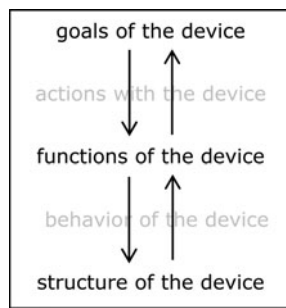 goals of the device
actions with the device
functions of the device
behavior of the device
structure of the device